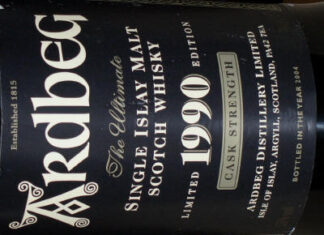 Established 1815
ARDBEG
The Ultimate
SINGLE ISLAY MALT
SCOTCH WHISKY
LIMITED 1990 EDITION
CASK STRENGTH
ARDBEG DISTILLERY LIMITED
ISLE OF ISLAY, ARGYLL, SCOTLAND, PA42 7EA
BOTTLED IN THE YEAR 2004